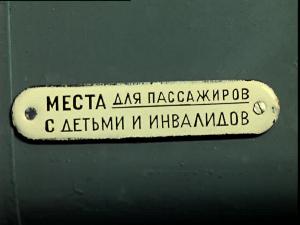 МЕСТА ДЛЯ ПАССАЖИРОВ
С ДЕТЬМИ И ИНВАЛИДОВ